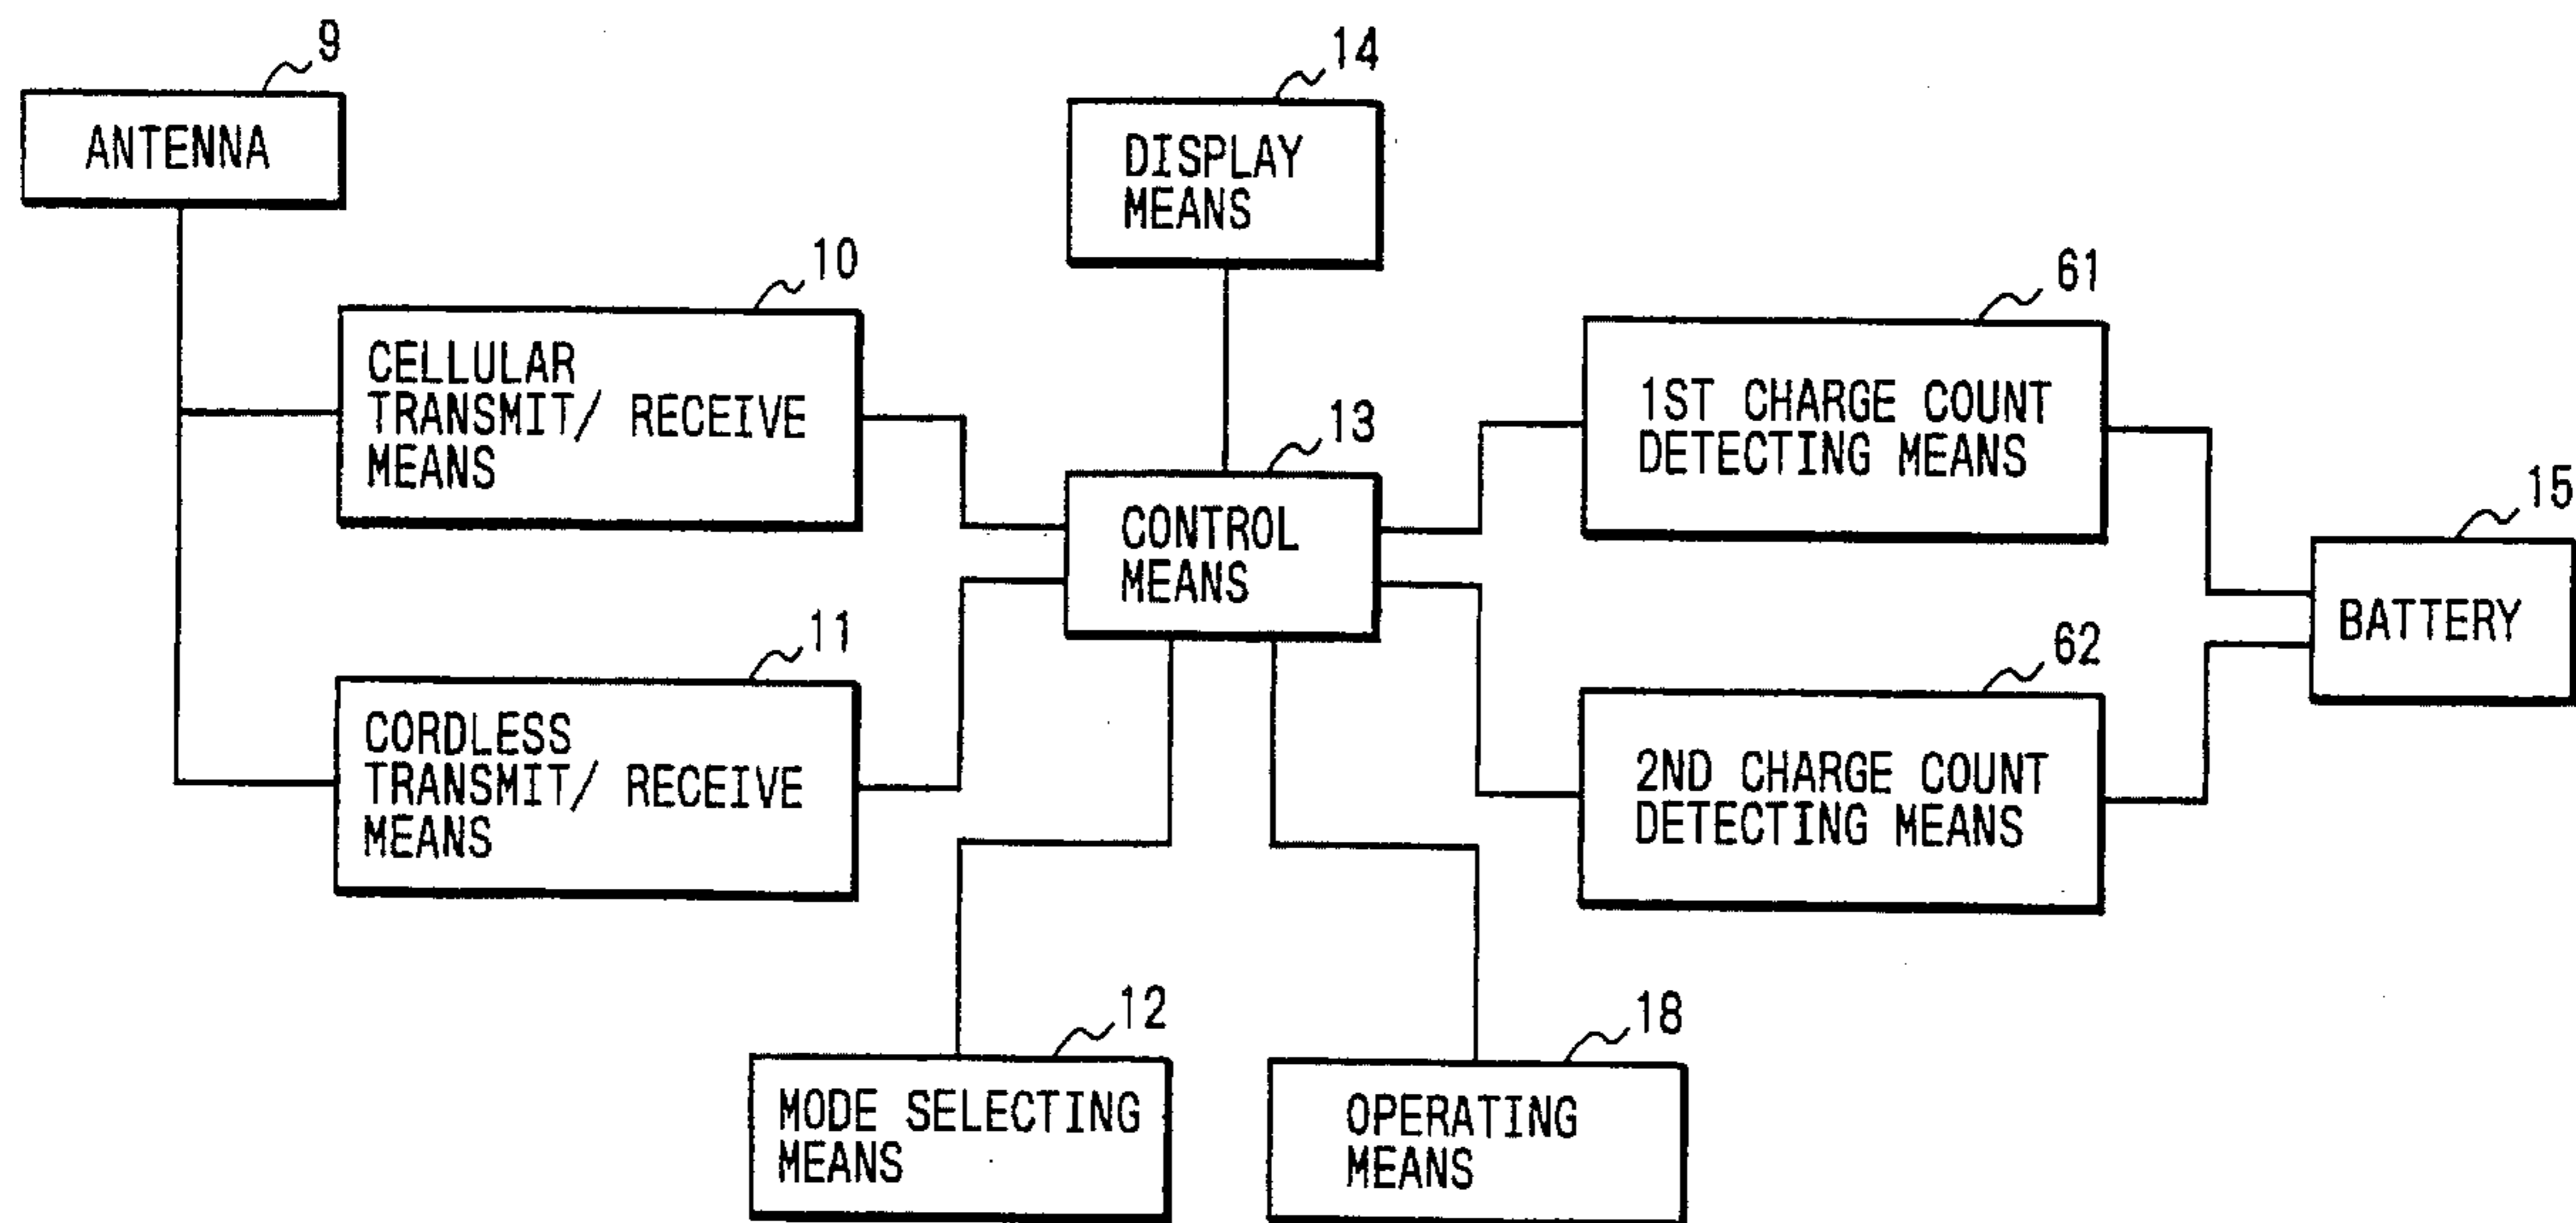 9
ANTENNA
14
DISPLAY
MEANS
10
CELLULAR
TRANSMIT/ RECEIVE
MEANS
61
1ST CHARGE COUNT
DETECTING MEANS
13
CONTROL
MEANS
15
BATTERY
11
CORDLESS
TRANSMIT/ RECEIVE
MEANS
62
2ND CHARGE COUNT
DETECTING MEANS
12
MODE SELECTING
MEANS
18
OPERATING
MEANS